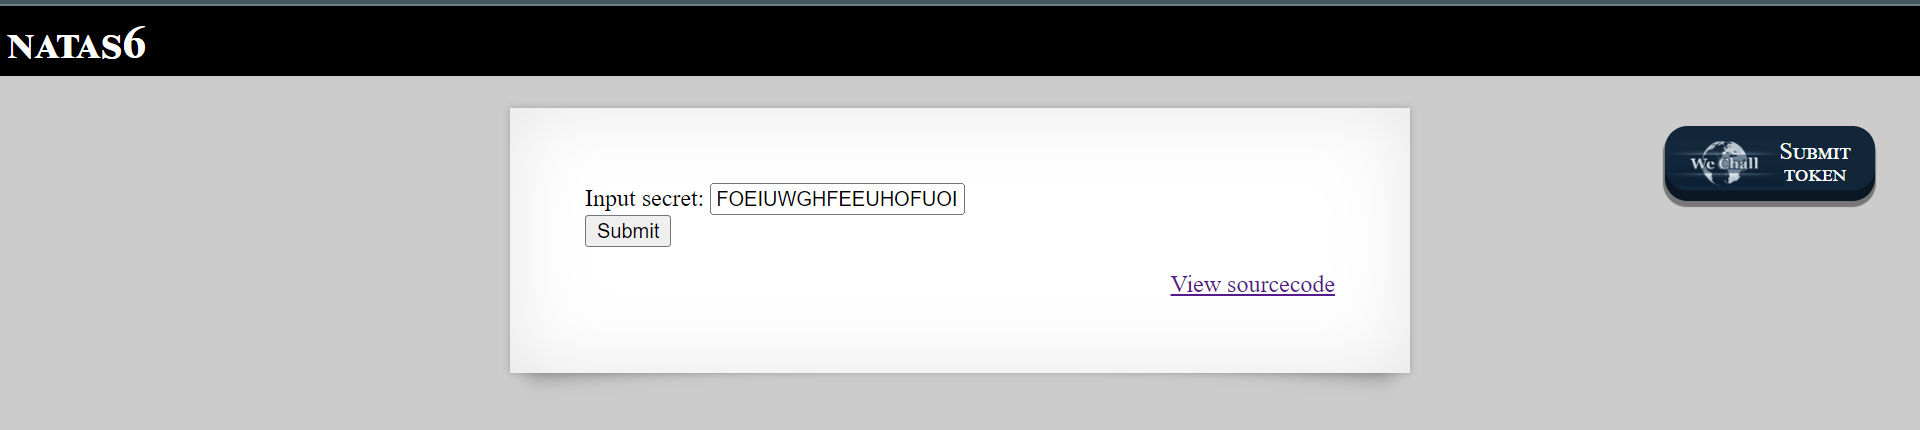 NATAS6
Input secret: FOEIUWGHFEEUHOFUOI
Submit
View sourcecode
We Chall
SUBMIT
TOKEN